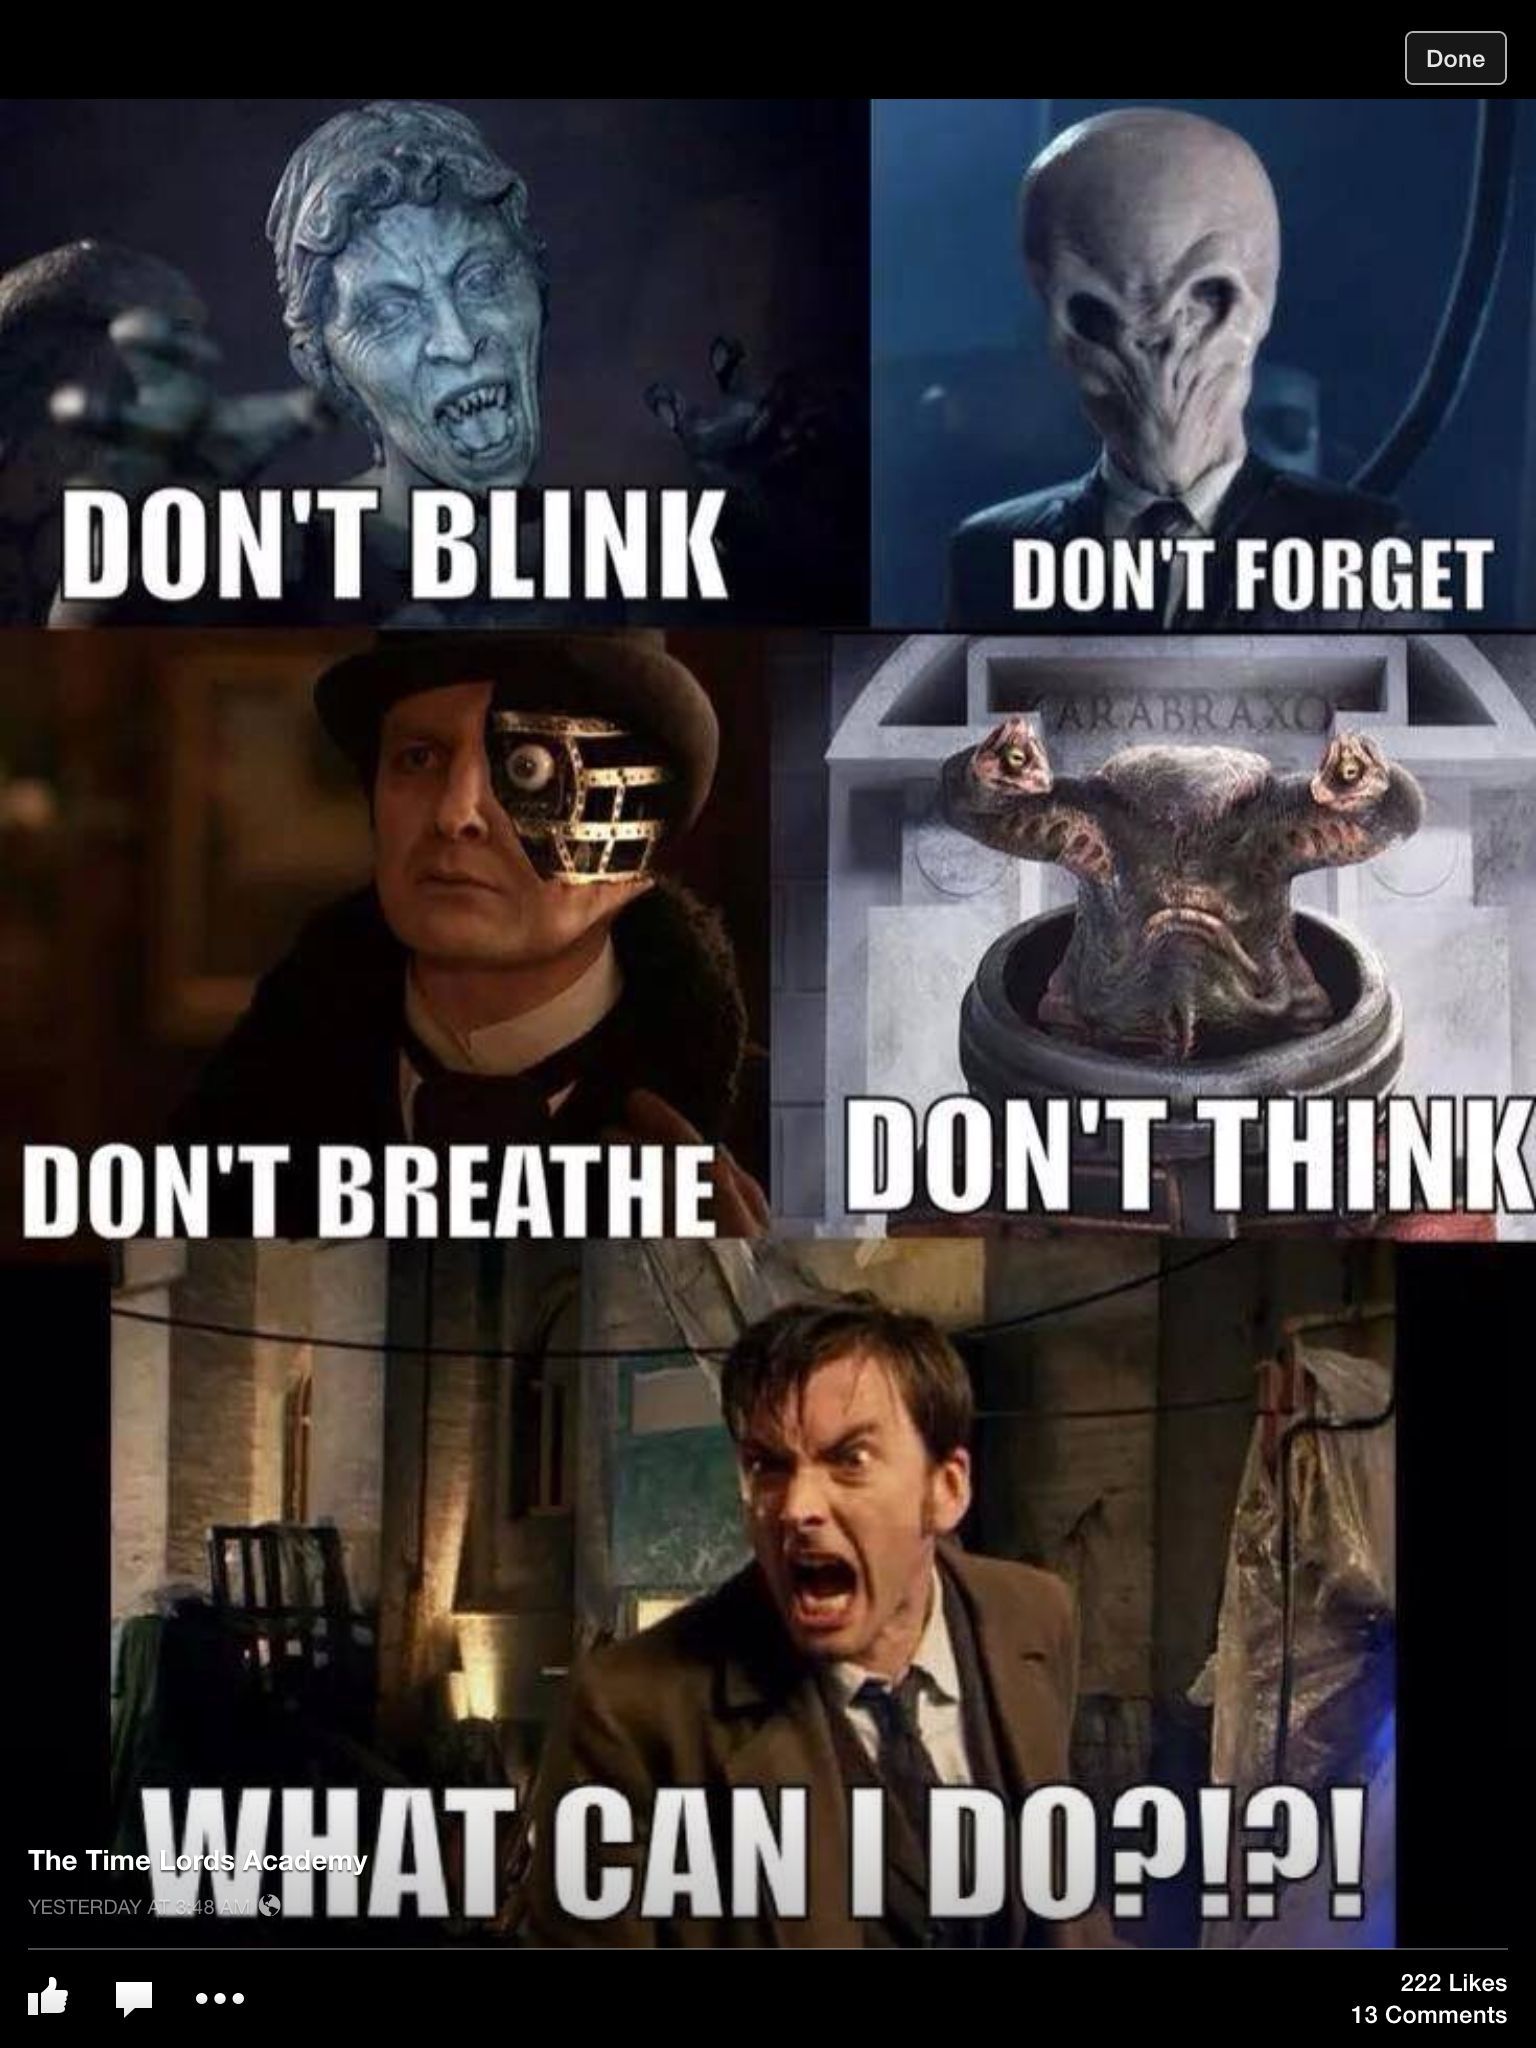 Done
DON'T BLINK
DON'T FORGET
ARABRAXO
DON'T BREATHE
DON'T THINK
WHAT CAN I DO?!?!
The Time Lords Academy
YESTERDAY AT 3:48 AM
222 Likes
13 Comments